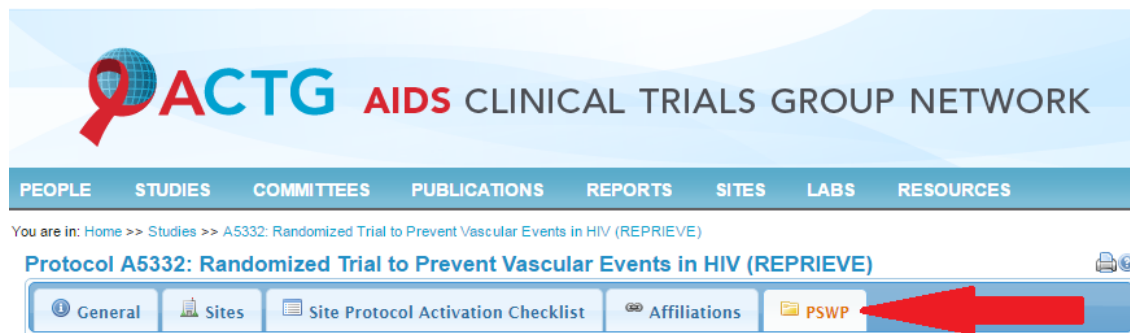 ACTG AIDS CLINICAL TRIALS GROUP NETWORK
PEOPLE STUDIES COMMITTEES PUBLICATIONS REPORTS SITES LABS RESOURCES
You are in: Home >> Studies >> A5332: Randomized Trial to Prevent Vascular Events in HIV (REPRIEVE)
Protocol A5332: Randomized Trial to Prevent Vascular Events in HIV (REPRIEVE)
General Sites Site Protocol Activation Checklist Affiliations PSWP